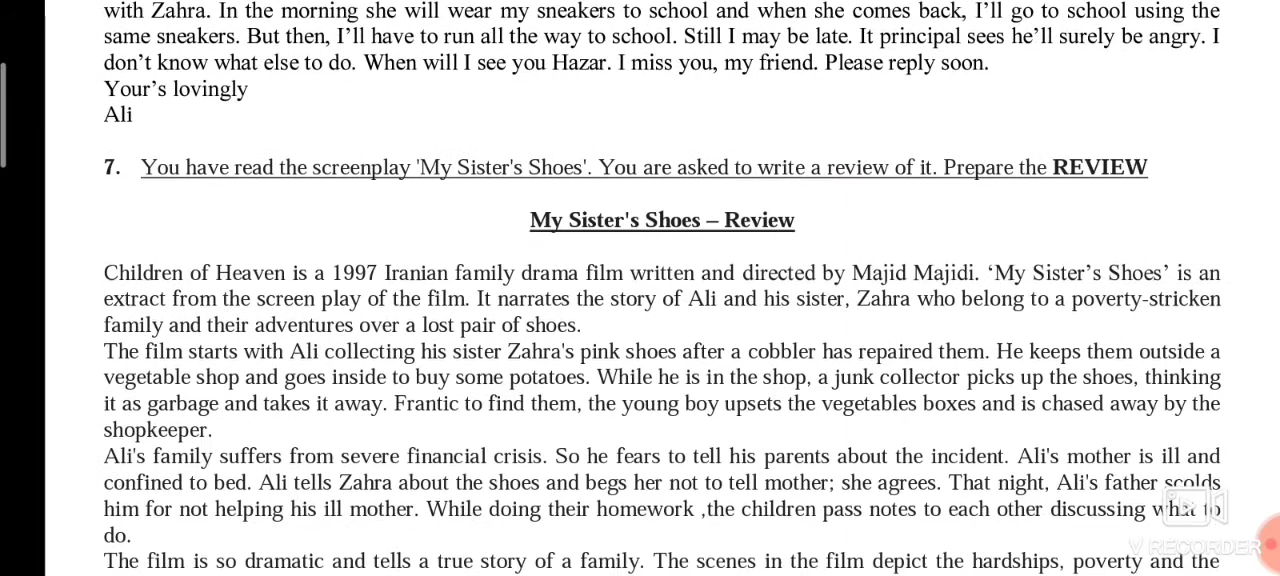 with Zahra. In the morning she will wear my sneakers to school and when she comes back, I'll go to school using the
same sneakers. But then, I'll have to run all the way to school. Still I may be late. It principal sees he'll surely be angry. I
don't know what else to do. When will I see you Hazar. I miss you, my friend. Please reply soon.
Your's lovingly
Ali
7. You have read the screenplay 'My Sister's Shoes'. You are asked to write a review of it. Prepare the REVIEW
My Sister's Shoes – Review
Children of Heaven is a 1997 Iranian family drama film written and directed by Majid Majidi. ‘My Sister's Shoes’ is an
extract from the screen play of the film. It narrates the story of Ali and his sister, Zahra who belong to a poverty-stricken
family and their adventures over a lost pair of shoes.
The film starts with Ali collecting his sister Zahra's pink shoes after a cobbler has repaired them. He keeps them outside a
vegetable shop and goes inside to buy some potatoes. While he is in the shop, a junk collector picks up the shoes, thinking
it as garbage and takes it away. Frantic to find them, the young boy upsets the vegetables boxes and is chased away by the
shopkeeper.
Ali's family suffers from severe financial crisis. So he fears to tell his parents about the incident. Ali's mother is ill and
confined to bed. Ali tells Zahra about the shoes and begs her not to tell mother; she agrees. That night, Ali's father scolds
him for not helping his ill mother. While doing their homework ,the children pass notes to each other discussing what to
do.
The film is so dramatic and tells a true story of a family. The scenes in the film depict the hardships, poverty and the
V RECORDER